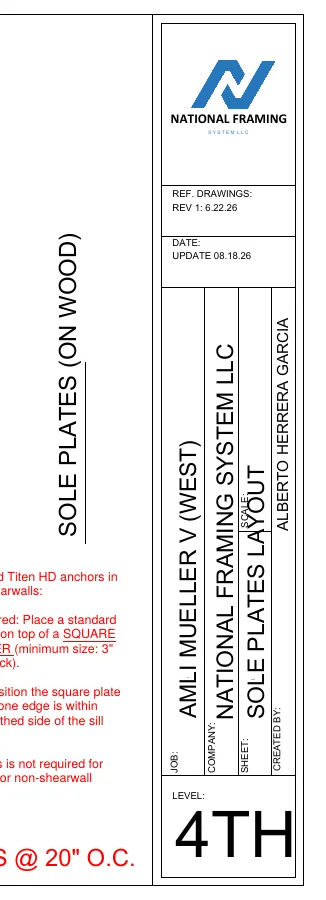 NATIONAL FRAMING
SYSTEM LLC
REF. DRAWINGS:
REV 1: 6.22.26
DATE:
UPDATE 08.18.26
JOB:
AMLI MUELLER V (WEST)
COMPANY:
NATIONAL FRAMING SYSTEM LLC
SHEET:
SOLE PLATES LAYOUT
SCALE:
CREATED BY:
ALBERTO HERRERA GARCIA
LEVEL:
4TH
SOLE PLATES (ON WOOD)
d Titen HD anchors in
earwalls:
red: Place a standard
on top of a SQUARE
ER (minimum size: 3"
ck).
sition the square plate
one edge is within
thed side of the sill
s is not required for
or non-shearwall
S @ 20" O.C.